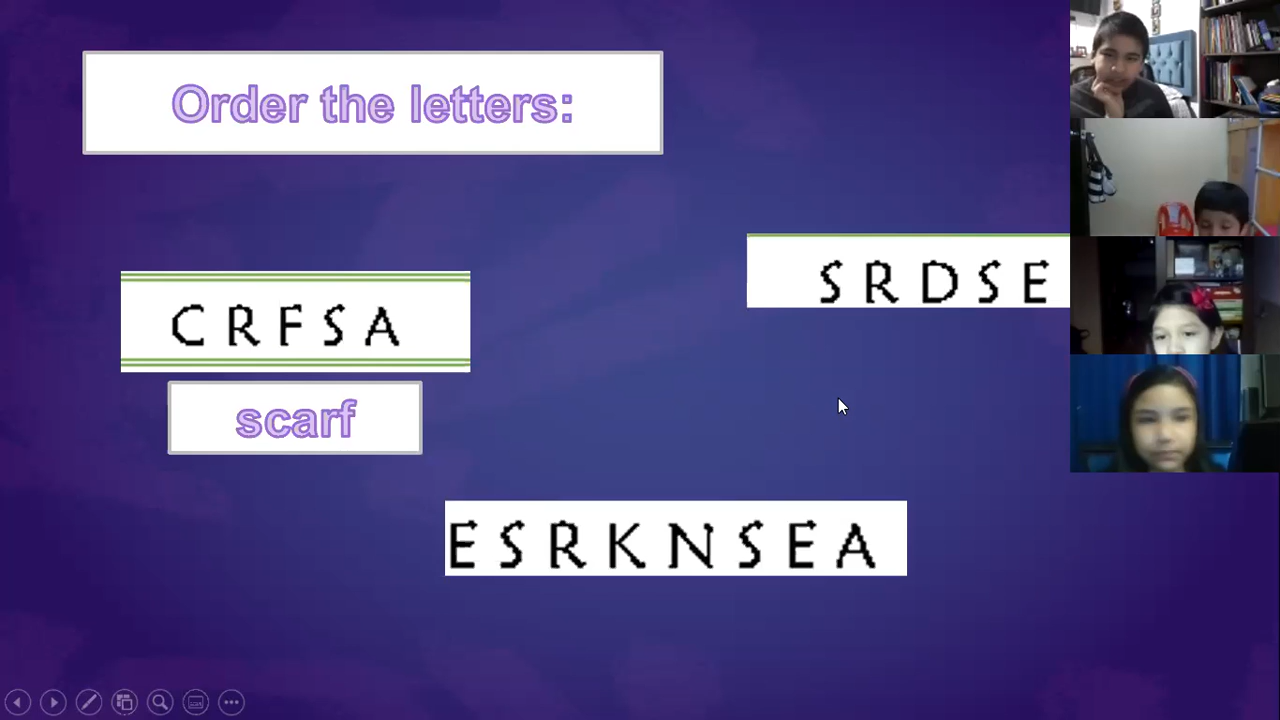 Order the letters:
S R D S E
C R F S A
scarf
E S R K N S E A